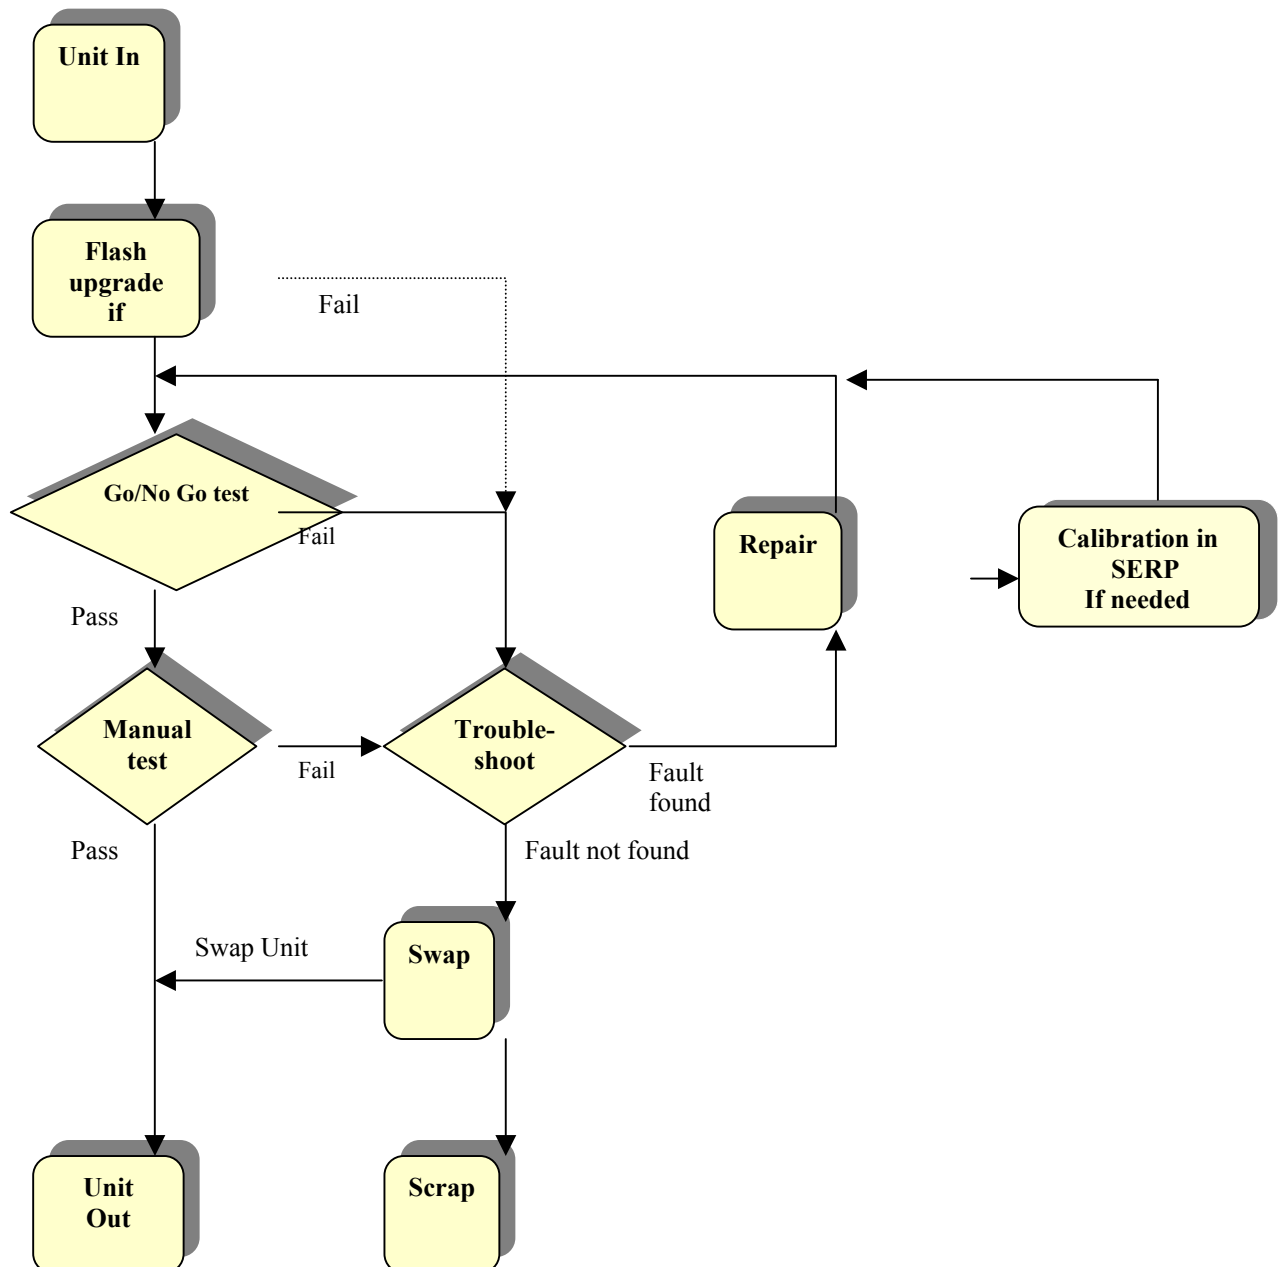 Unit In
Flash
upgrade
if
Fail
Go/No Go test
Fail
Repair
Calibration in
SERP
If needed
Pass
Manual
test
Fail
Trouble-
shoot
Fault
found
Pass
Fault not found
Swap Unit
Swap
Unit
Out
Scrap